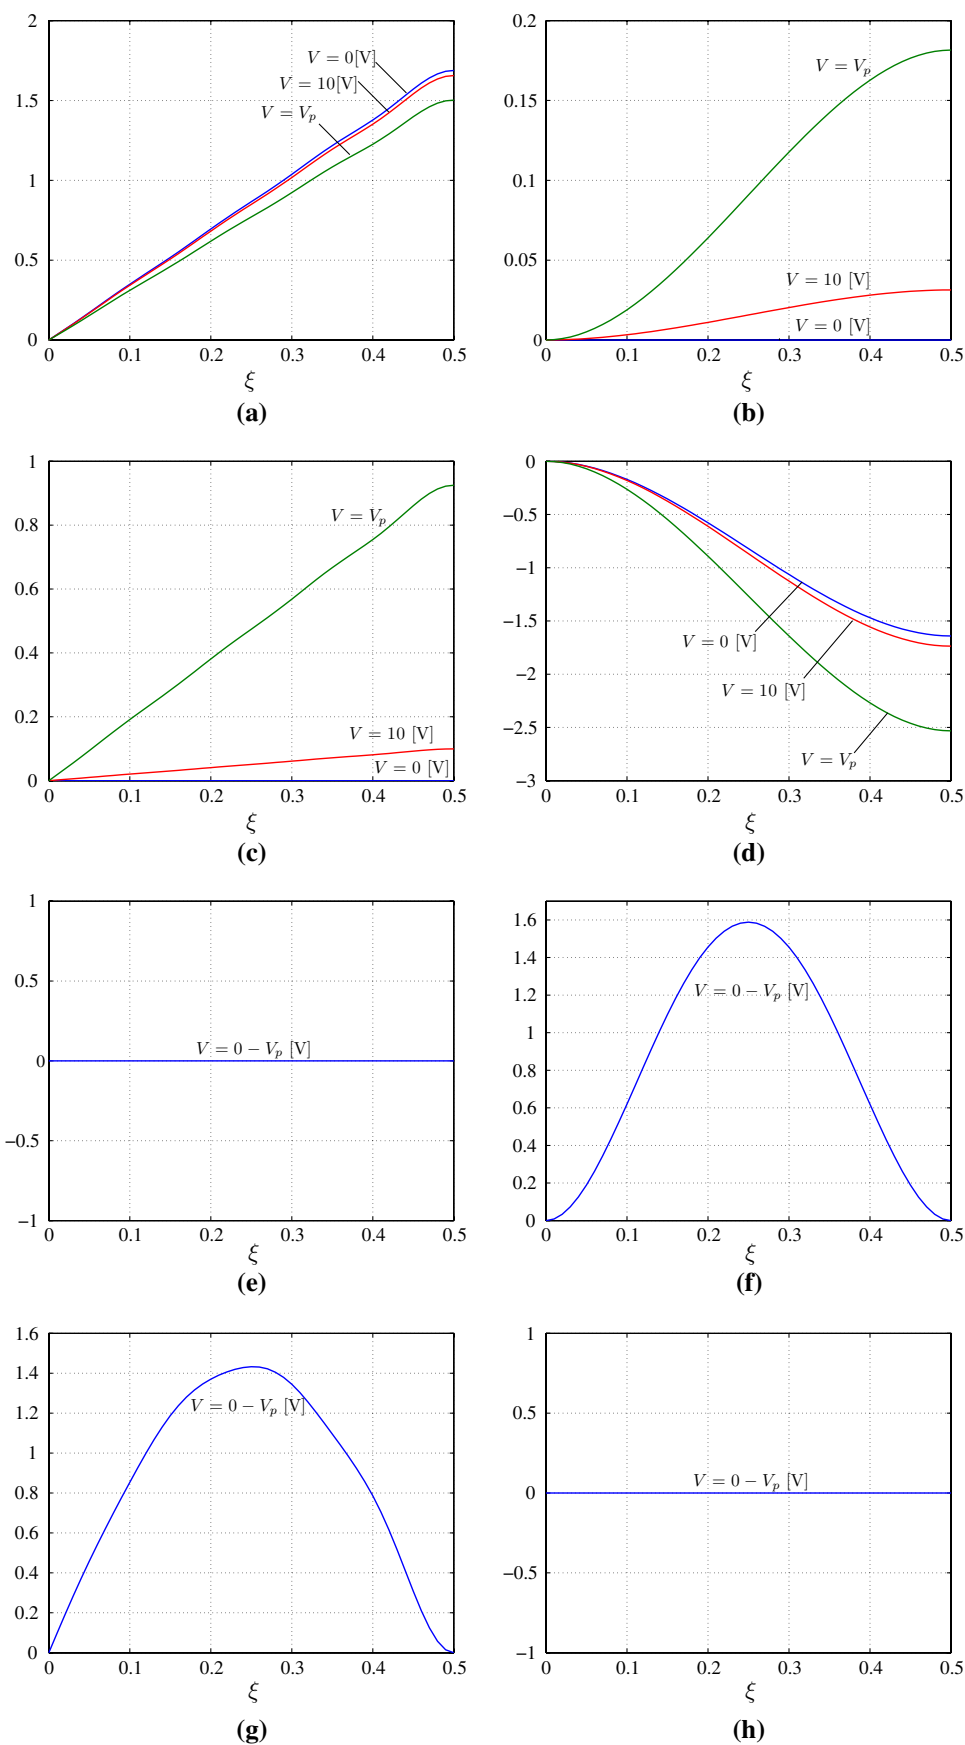 2
1.5
1
0.5
0
V = 0[V]
V = 10[V]
V = Vp
0 0.1 0.2 0.3 0.4 0.5
ξ
(a)
0.2
0.15
0.1
0.05
0
V = Vp
V = 10 [V]
V = 0 [V]
0 0.1 0.2 0.3 0.4 0.5
ξ
(b)
1
0.8
0.6
0.4
0.2
0
V = Vp
V = 10 [V]
V = 0 [V]
0 0.1 0.2 0.3 0.4 0.5
ξ
(c)
0
−0.5
−1
−1.5
−2
−2.5
−3
V = 0 [V]
V = 10 [V]
V = Vp
0 0.1 0.2 0.3 0.4 0.5
ξ
(d)
1
0.5
0
−0.5
−1
V = 0 − Vp [V]
0 0.1 0.2 0.3 0.4 0.5
ξ
(e)
1.6
1.4
1.2
1
0.8
0.6
0.4
0.2
0
V = 0 − Vp [V]
0 0.1 0.2 0.3 0.4 0.5
ξ
(f)
1.6
1.4
1.2
1
0.8
0.6
0.4
0.2
0
V = 0 − Vp [V]
0 0.1 0.2 0.3 0.4 0.5
ξ
(g)
1
0.5
0
−0.5
−1
V = 0 − Vp [V]
0 0.1 0.2 0.3 0.4 0.5
ξ
(h)